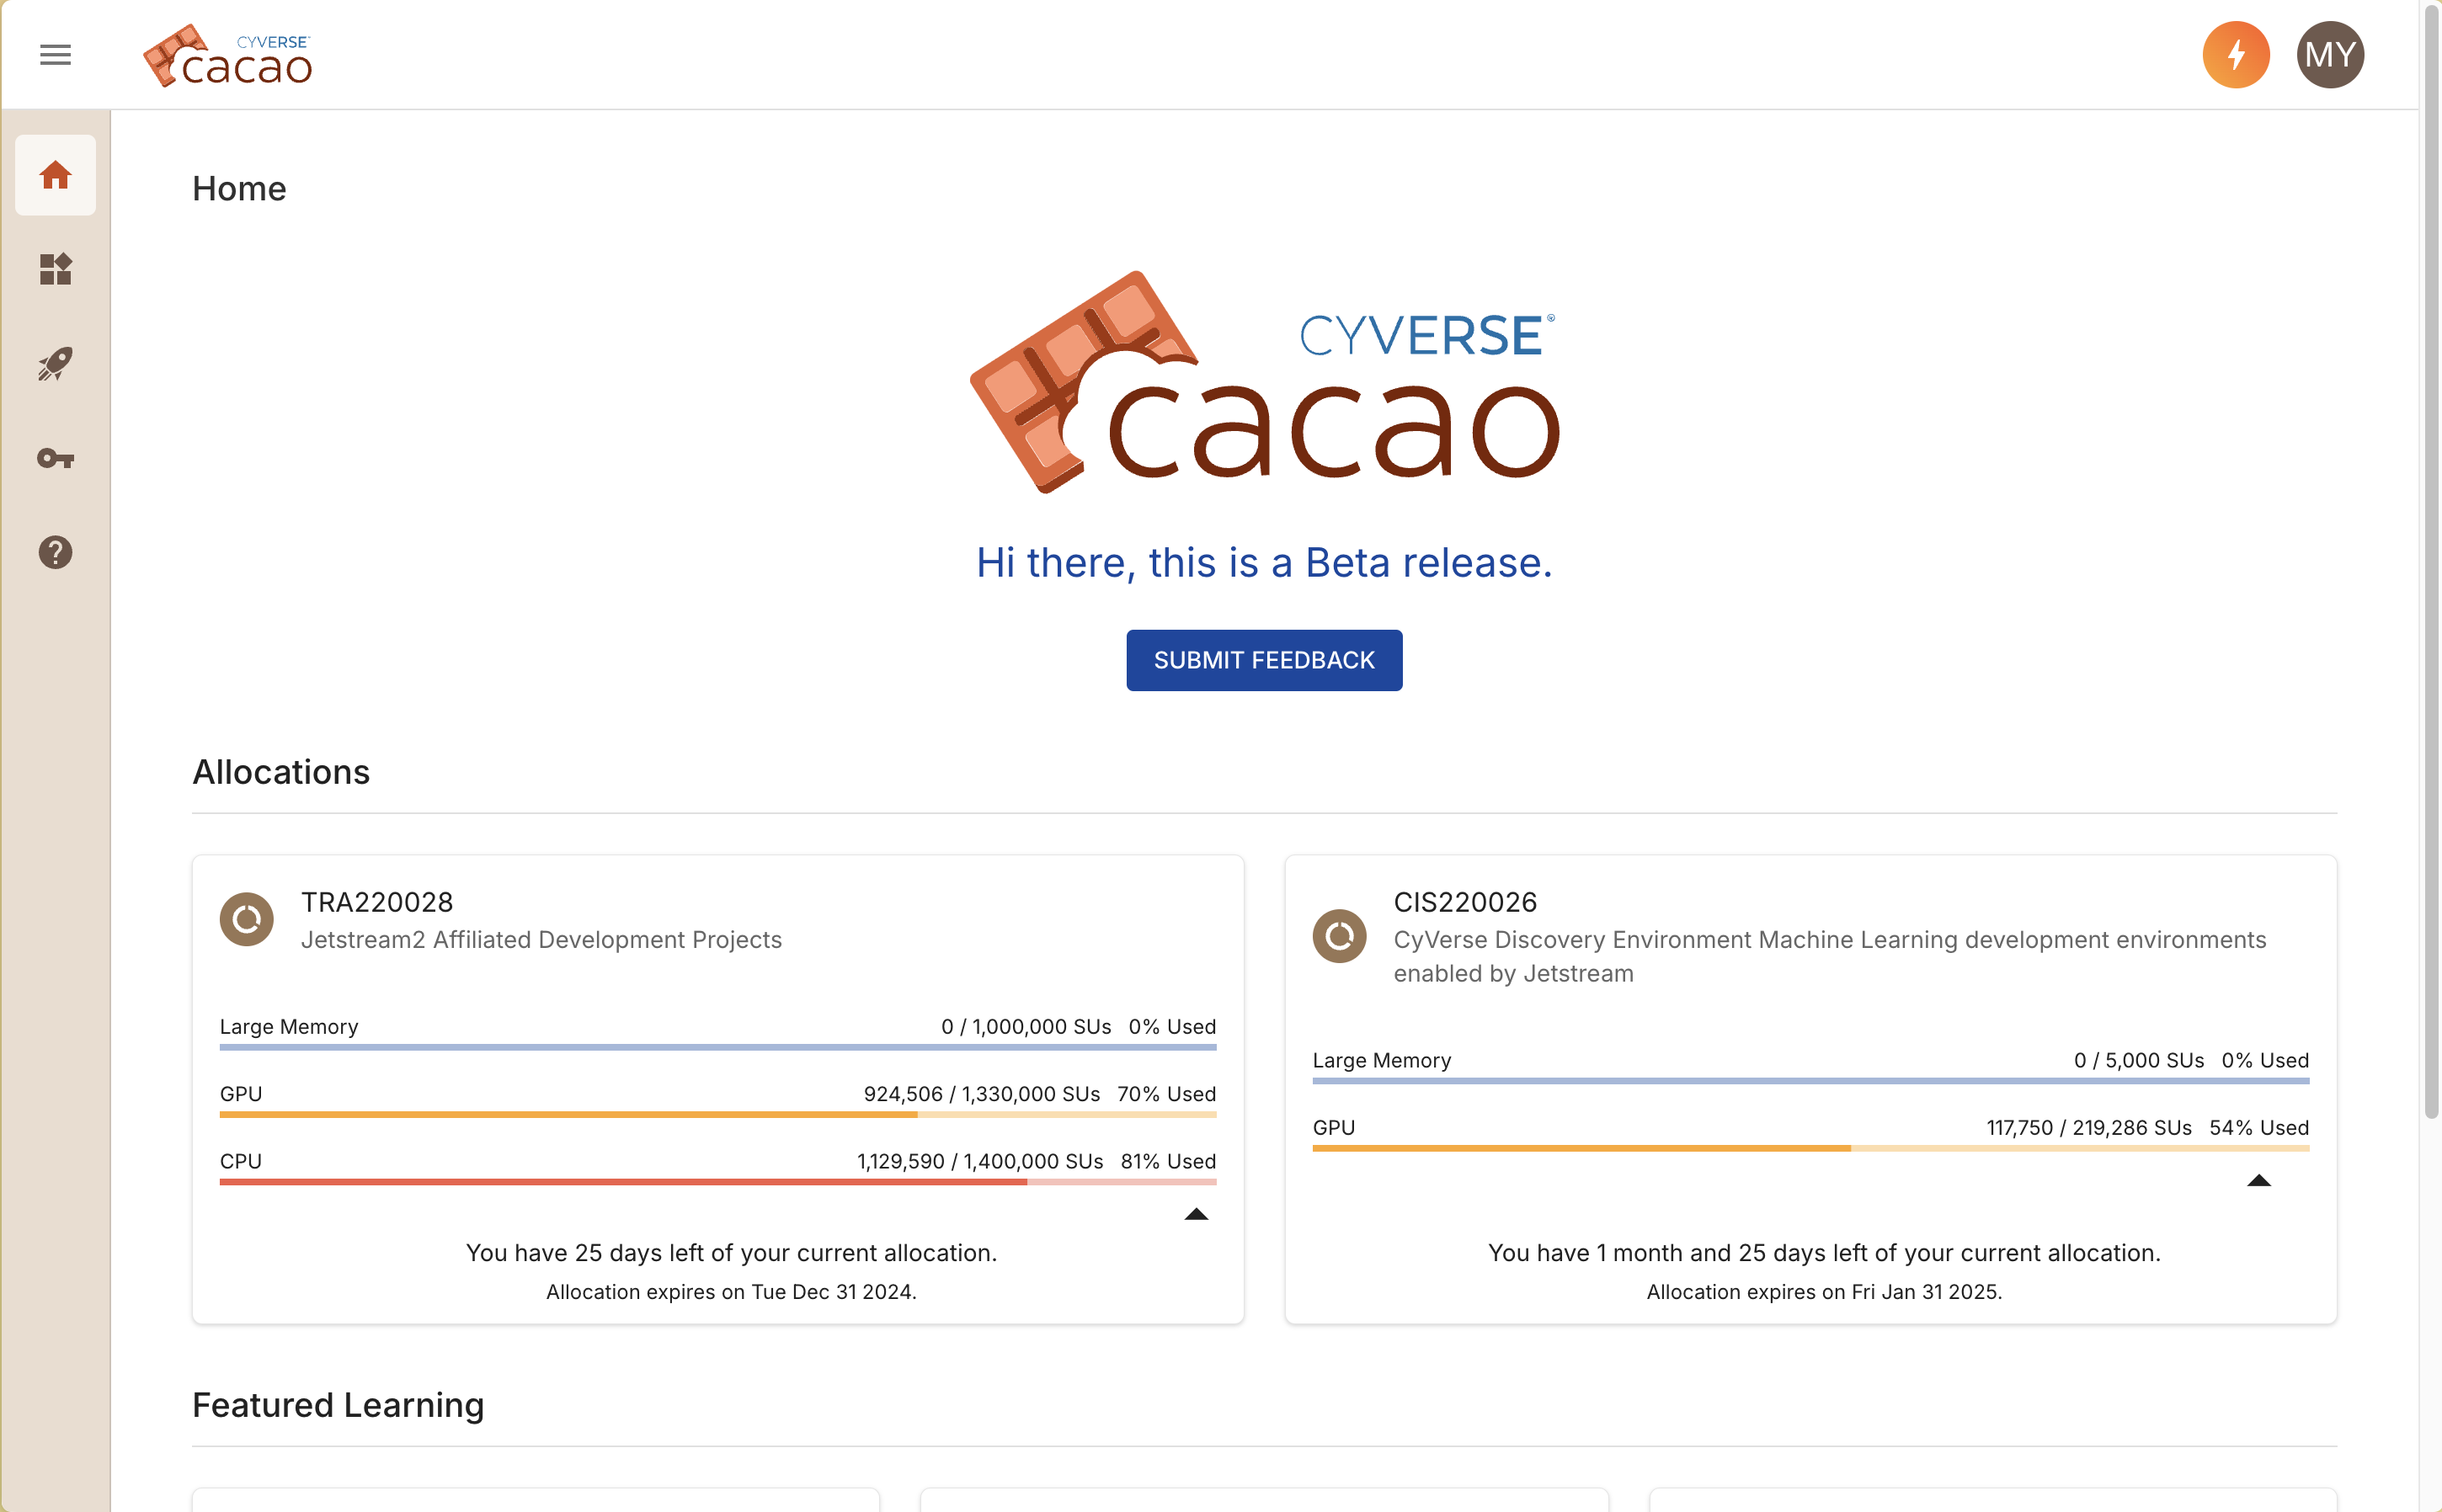 CYVERSE
cacao
MY
Home
CYVERSE®
cacao
Hi there, this is a Beta release.
SUBMIT FEEDBACK
Allocations
TRA220028
Jetstream2 Affiliated Development Projects
Large Memory 0 / 1,000,000 SUs 0% Used
GPU 924,506 / 1,330,000 SUs 70% Used
CPU 1,129,590 / 1,400,000 SUs 81% Used
You have 25 days left of your current allocation.
Allocation expires on Tue Dec 31 2024.
CIS220026
CyVerse Discovery Environment Machine Learning development environments
enabled by Jetstream
Large Memory 0 / 5,000 SUs 0% Used
GPU 117,750 / 219,286 SUs 54% Used
You have 1 month and 25 days left of your current allocation.
Allocation expires on Fri Jan 31 2025.
Featured Learning